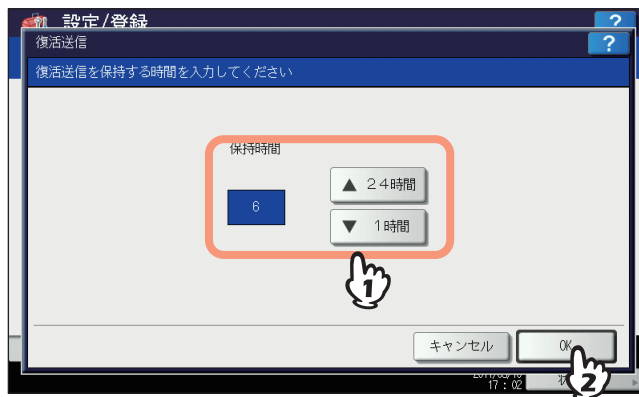 設定/登録
?
復活送信
?
復活送信を保持する時間を入力してください
保持時間
6
▲ 24時間
▼ 1時間
1
キャンセル
OK
2
17:02